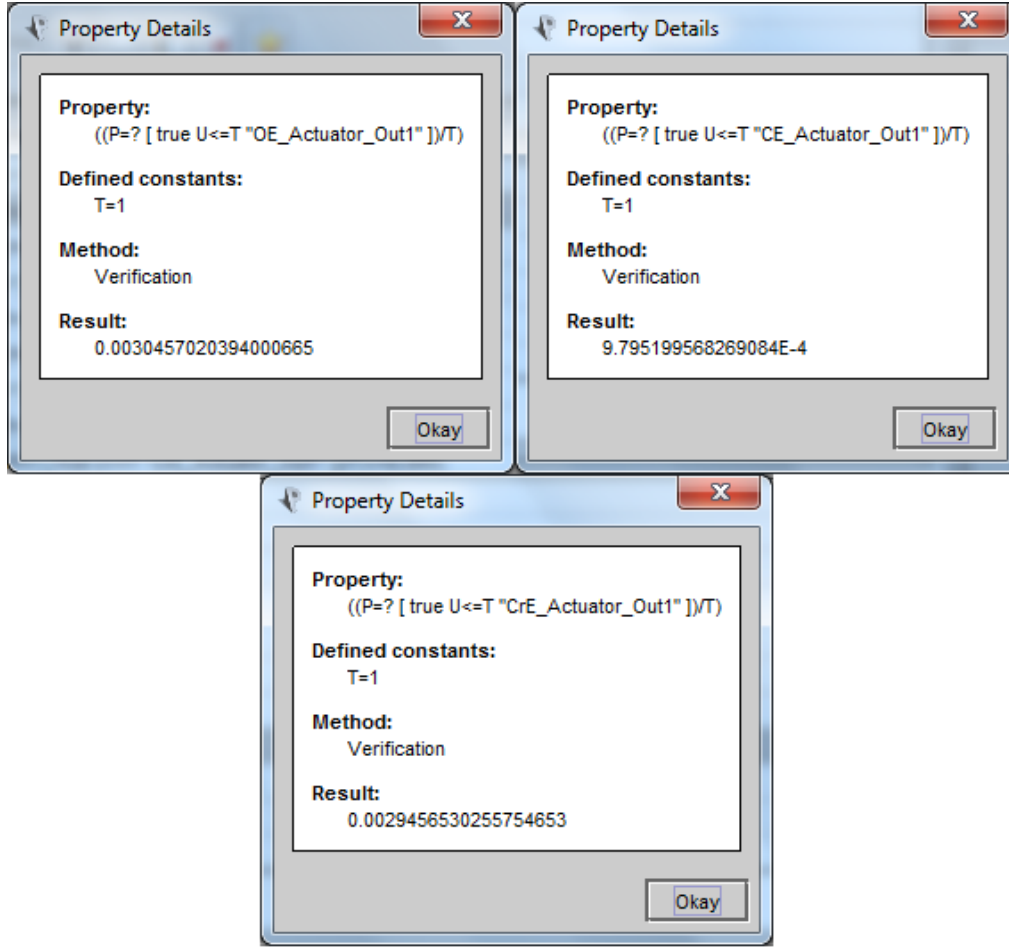 Property Details
Property:
((P=? [ true U<=T "OE_Actuator_Out1" ])/T)
Defined constants:
T=1
Method:
Verification
Result:
0.0030457020394000665
Okay
Property Details
Property:
((P=? [ true U<=T "CE_Actuator_Out1" ])/T)
Defined constants:
T=1
Method:
Verification
Result:
9.795199568269084E-4
Okay
Property Details
Property:
((P=? [ true U<=T "CrE_Actuator_Out1" ])/T)
Defined constants:
T=1
Method:
Verification
Result:
0.0029456530255754653
Okay